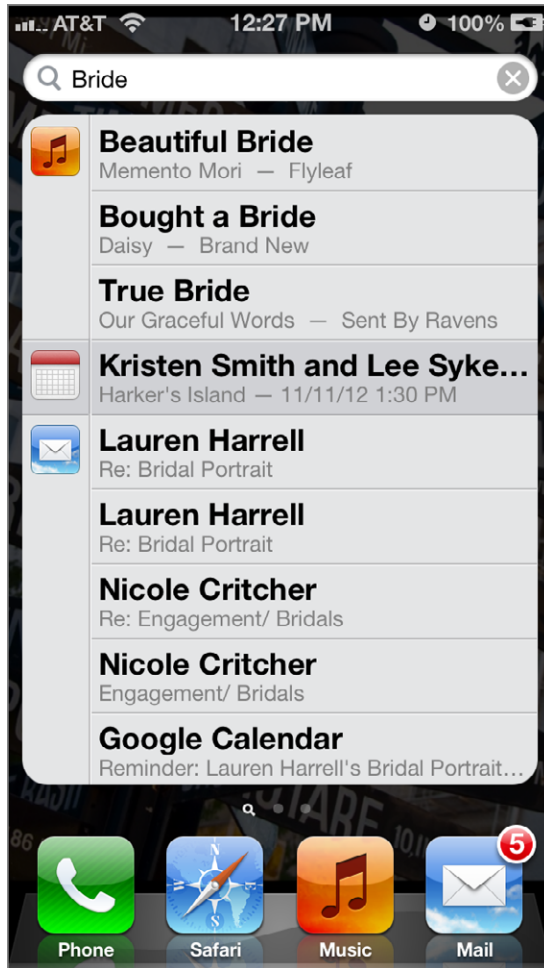 AT&T 12:27 PM 100%
Bride
Beautiful Bride
Memento Mori — Flyleaf
Bought a Bride
Daisy — Brand New
True Bride
Our Graceful Words — Sent By Ravens
Kristen Smith and Lee Syke...
Harker's Island — 11/11/12 1:30 PM
Lauren Harrell
Re: Bridal Portrait
Lauren Harrell
Re: Bridal Portrait
Nicole Critcher
Re: Engagement/ Bridals
Nicole Critcher
Engagement/ Bridals
Google Calendar
Reminder: Lauren Harrell's Bridal Portrait...
5
Phone Safari Music Mail